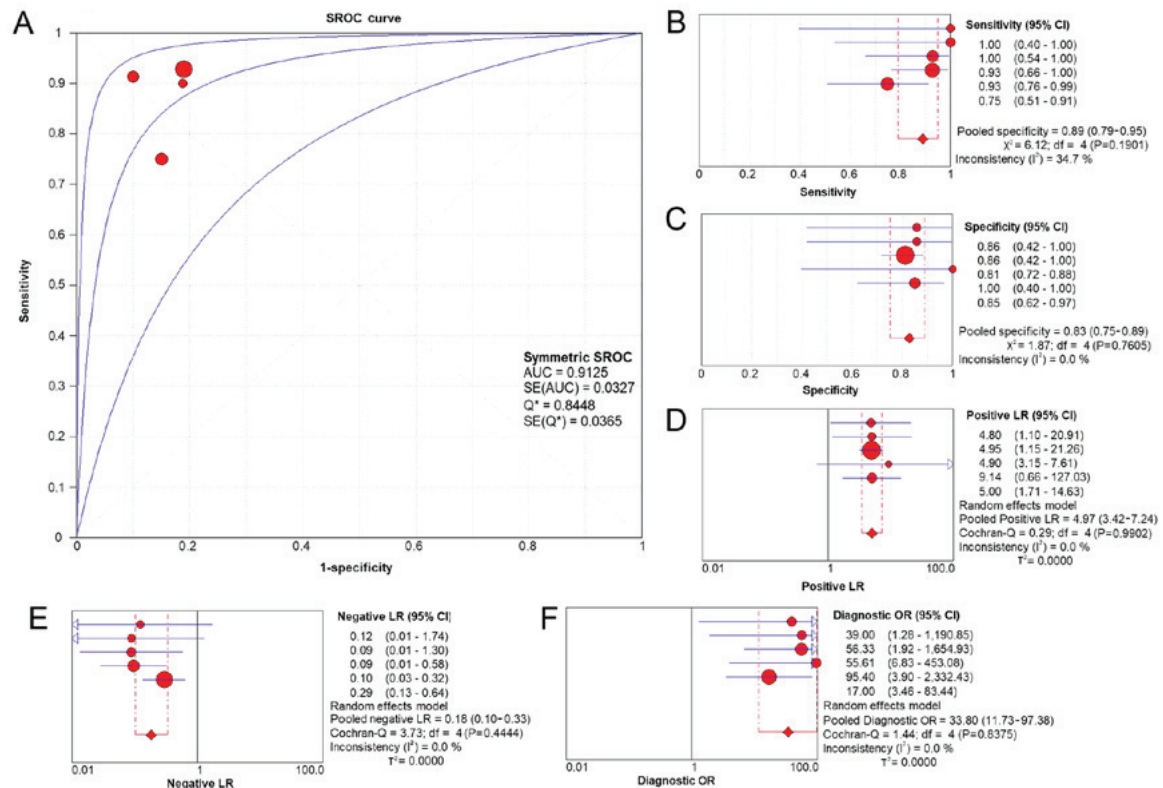 A
SROC curve
Sensitivity
1
0.9
0.8
0.7
0.6
0.5
0.4
0.3
0.2
0.1
0
0 0.2 0.4 0.6 0.8 1
1-specificity
Symmetric SROC
AUC = 0.9125
SE(AUC) = 0.0327
Q* = 0.8448
SE(Q*) = 0.0365
B
Sensitivity (95% CI)
1.00 (0.40 - 1.00)
1.00 (0.54 - 1.00)
0.93 (0.66 - 1.00)
0.93 (0.76 - 0.99)
0.75 (0.51 - 0.91)
Pooled specificity = 0.89 (0.79-0.95)
χ² = 6.12; df = 4 (P=0.1901)
Inconsistency (I²) = 34.7 %
0 0.2 0.4 0.6 0.8 1
Sensitivity
C
Specificity (95% CI)
0.86 (0.42 - 1.00)
0.86 (0.42 - 1.00)
0.81 (0.72 - 0.88)
1.00 (0.40 - 1.00)
0.85 (0.62 - 0.97)
Pooled specificity = 0.83 (0.75-0.89)
χ² = 1.87; df = 4 (P=0.7605)
Inconsistency (I²) = 0.0 %
0 0.2 0.4 0.6 0.8 1
Specificity
D
Positive LR (95% CI)
4.80 (1.10 - 20.91)
4.95 (1.15 - 21.26)
4.90 (3.15 - 7.61)
9.14 (0.66 - 127.03)
5.00 (1.71 - 14.63)
Random effects model
Pooled Positive LR = 4.97 (3.42-7.24)
Cochran-Q = 0.29; df = 4 (P=0.9902)
Inconsistency (I²) = 0.0 %
T² = 0.0000
0.01 1 100.0
Positive LR
E
Negative LR (95% CI)
0.12 (0.01 - 1.74)
0.09 (0.01 - 1.30)
0.09 (0.01 - 0.58)
0.10 (0.03 - 0.32)
0.29 (0.13 - 0.64)
Random effects model
Pooled negative LR = 0.18 (0.10-0.33)
Cochran-Q = 3.73; df = 4 (P=0.4444)
Inconsistency (I²) = 0.0 %
T² = 0.0000
0.01 1 100.0
Negative LR
F
Diagnostic OR (95% CI)
39.00 (1.28 - 1,190.85)
56.33 (1.92 - 1,654.93)
55.61 (6.83 - 453.08)
95.40 (3.90 - 2,332.43)
17.00 (3.46 - 83.44)
Random effects model
Pooled Diagnostic OR = 33.80 (11.73-97.38)
Cochran-Q = 1.44; df = 4 (P=0.8375)
Inconsistency (I²) = 0.0 %
T² = 0.0000
0.01 1 100.0
Diagnostic OR